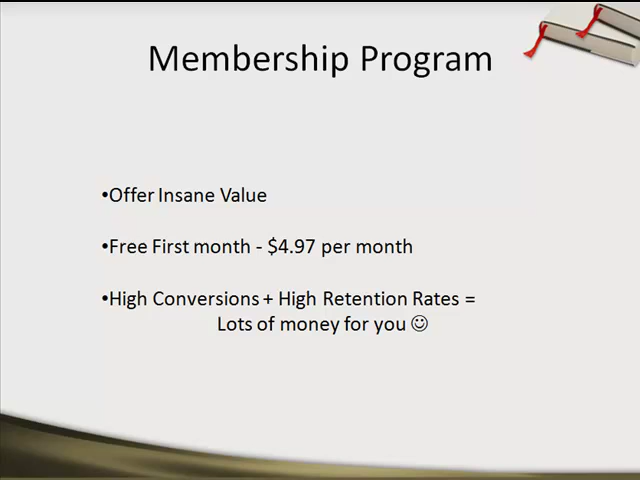 Membership Program
•Offer Insane Value
•Free First month - $4.97 per month
•High Conversions + High Retention Rates =
Lots of money for you ☺